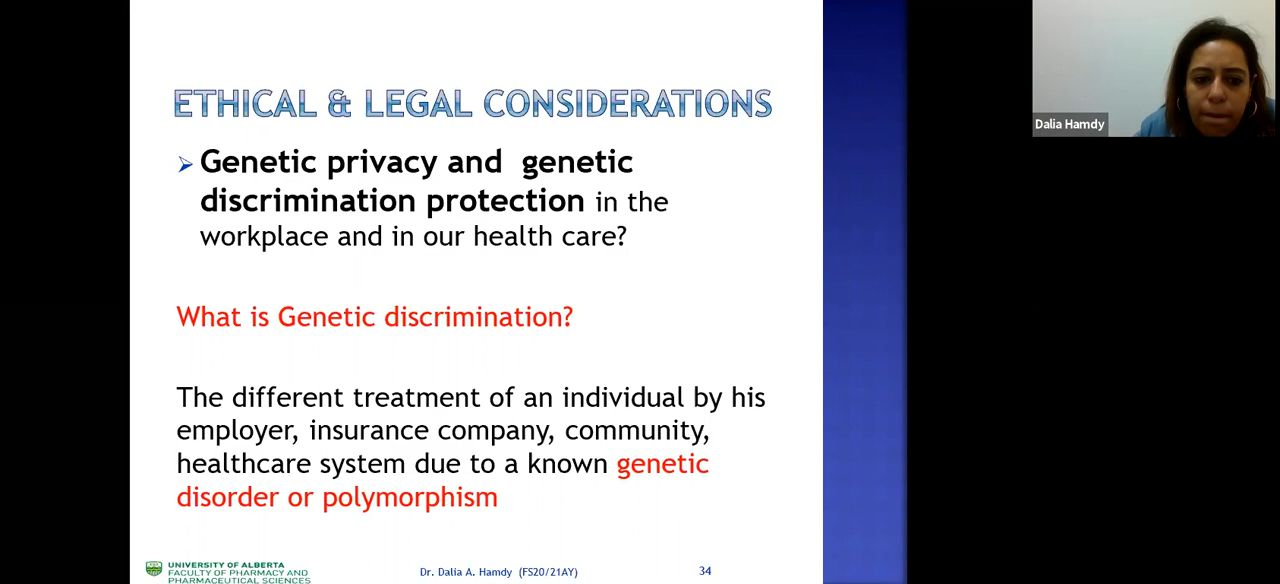 ETHICAL & LEGAL CONSIDERATIONS
Genetic privacy and genetic
discrimination protection in the
workplace and in our health care?
What is Genetic discrimination?
The different treatment of an individual by his
employer, insurance company, community,
healthcare system due to a known genetic
disorder or polymorphism
UNIVERSITY OF ALBERTA
FACULTY OF PHARMACY AND
PHARMACEUTICAL SCIENCES
Dr. Dalia A. Hamdy (FS20/21AY)
34
Dalia Hamdy